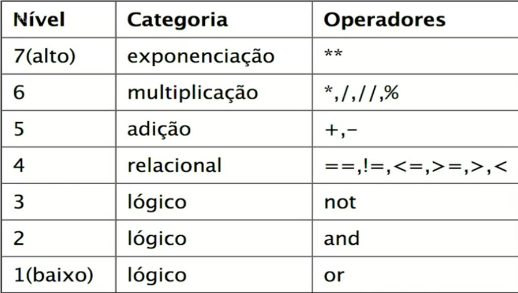 Nível Categoria Operadores
7(alto) exponenciação **
6 multiplicação *,/,//,%
5 adição +,-
4 relacional ==,!=,<=,>=,>,<
3 lógico not
2 lógico and
1(baixo) lógico or